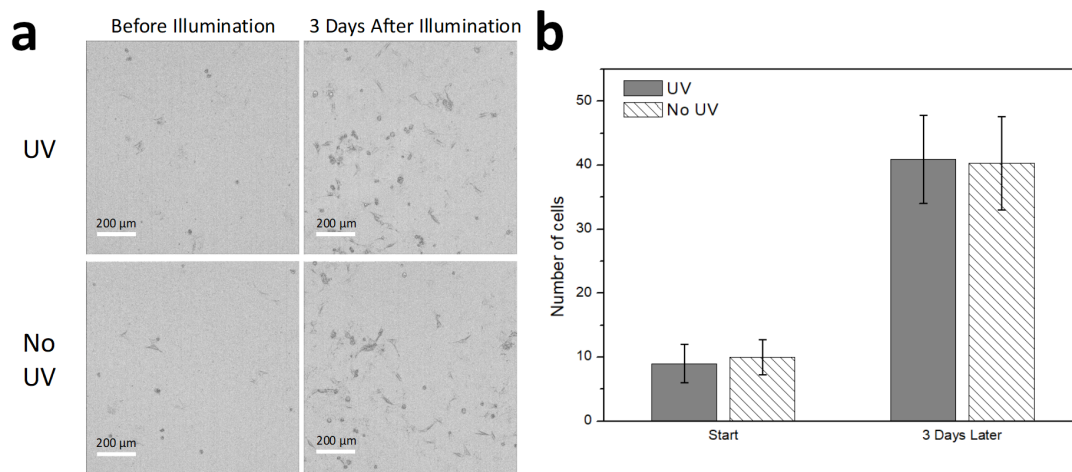 a
Before Illumination
3 Days After Illumination
UV
200 µm
200 µm
No
UV
200 µm
200 µm
b
UV
No UV
Number of cells
50
40
30
20
10
0
Start
3 Days Later